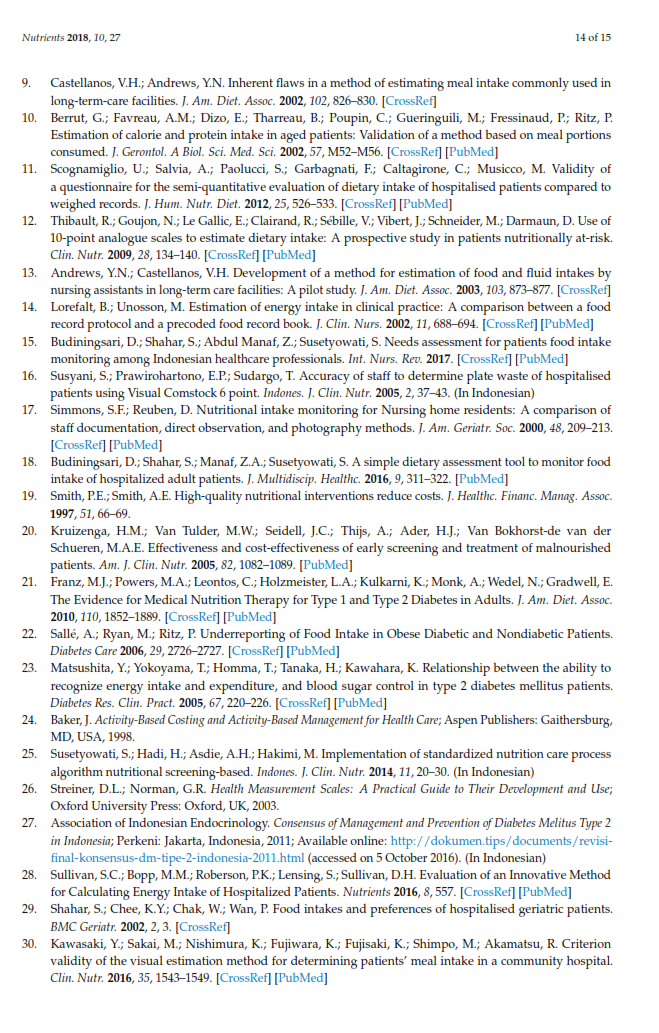 Nutrients 2018, 10, 27
14 of 15
9. Castellanos, V.H.; Andrews, Y.N. Inherent flaws in a method of estimating meal intake commonly used in
long-term-care facilities. J. Am. Diet. Assoc. 2002, 102, 826–830. [CrossRef]
10. Berrut, G.; Favreau, A.M.; Dizo, E.; Tharreau, B.; Poupin, C.; Gueringuili, M.; Fressinaud, P.; Ritz, P.
Estimation of calorie and protein intake in aged patients: Validation of a method based on meal portions
consumed. J. Gerontol. A Biol. Sci. Med. Sci. 2002, 57, M52–M56. [CrossRef] [PubMed]
11. Scognamiglio, U.; Salvia, A.; Paolucci, S.; Garbagnati, F.; Caltagirone, C.; Musicco, M. Validity of
a questionnaire for the semi-quantitative evaluation of dietary intake of hospitalised patients compared to
weighed records. J. Hum. Nutr. Diet. 2012, 25, 526–533. [CrossRef] [PubMed]
12. Thibault, R.; Goujon, N.; Le Gallic, E.; Clairand, R.; Sébille, V.; Vibert, J.; Schneider, M.; Darmaun, D. Use of
10-point analogue scales to estimate dietary intake: A prospective study in patients nutritionally at-risk.
Clin. Nutr. 2009, 28, 134–140. [CrossRef] [PubMed]
13. Andrews, Y.N.; Castellanos, V.H. Development of a method for estimation of food and fluid intakes by
nursing assistants in long-term care facilities: A pilot study. J. Am. Diet. Assoc. 2003, 103, 873–877. [CrossRef]
14. Lorefalt, B.; Unosson, M. Estimation of energy intake in clinical practice: A comparison between a food
record protocol and a precoded food record book. J. Clin. Nurs. 2002, 11, 688–694. [CrossRef] [PubMed]
15. Budiningsari, D.; Shahar, S.; Abdul Manaf, Z.; Susetyowati, S. Needs assessment for patients food intake
monitoring among Indonesian healthcare professionals. Int. Nurs. Rev. 2017. [CrossRef] [PubMed]
16. Susyani, S.; Prawirohartono, E.P.; Sudargo, T. Accuracy of staff to determine plate waste of hospitalised
patients using Visual Comstock 6 point. Indones. J. Clin. Nutr. 2005, 2, 37–43. (In Indonesian)
17. Simmons, S.F.; Reuben, D. Nutritional intake monitoring for Nursing home residents: A comparison of
staff documentation, direct observation, and photography methods. J. Am. Geriatr. Soc. 2000, 48, 209–213.
[CrossRef] [PubMed]
18. Budiningsari, D.; Shahar, S.; Manaf, Z.A.; Susetyowati, S. A simple dietary assessment tool to monitor food
intake of hospitalized adult patients. J. Multidiscip. Healthc. 2016, 9, 311–322. [PubMed]
19. Smith, P.E.; Smith, A.E. High-quality nutritional interventions reduce costs. J. Healthc. Financ. Manag. Assoc.
1997, 51, 66–69.
20. Kruizenga, H.M.; Van Tulder, M.W.; Seidell, J.C.; Thijs, A.; Ader, H.J.; Van Bokhorst-de van der
Schueren, M.A.E. Effectiveness and cost-effectiveness of early screening and treatment of malnourished
patients. Am. J. Clin. Nutr. 2005, 82, 1082–1089. [PubMed]
21. Franz, M.J.; Powers, M.A.; Leontos, C.; Holzmeister, L.A.; Kulkarni, K.; Monk, A.; Wedel, N.; Gradwell, E.
The Evidence for Medical Nutrition Therapy for Type 1 and Type 2 Diabetes in Adults. J. Am. Diet. Assoc.
2010, 110, 1852–1889. [CrossRef] [PubMed]
22. Sallé, A.; Ryan, M.; Ritz, P. Underreporting of Food Intake in Obese Diabetic and Nondiabetic Patients.
Diabetes Care 2006, 29, 2726–2727. [CrossRef] [PubMed]
23. Matsushita, Y.; Yokoyama, T.; Homma, T.; Tanaka, H.; Kawahara, K. Relationship between the ability to
recognize energy intake and expenditure, and blood sugar control in type 2 diabetes mellitus patients.
Diabetes Res. Clin. Pract. 2005, 67, 220–226. [CrossRef] [PubMed]
24. Baker, J. Activity-Based Costing and Activity-Based Management for Health Care; Aspen Publishers: Gaithersburg,
MD, USA, 1998.
25. Susetyowati, S.; Hadi, H.; Asdie, A.H.; Hakimi, M. Implementation of standardized nutrition care process
algorithm nutritional screening-based. Indones. J. Clin. Nutr. 2014, 11, 20–30. (In Indonesian)
26. Streiner, D.L.; Norman, G.R. Health Measurement Scales: A Practical Guide to Their Development and Use;
Oxford University Press: Oxford, UK, 2003.
27. Association of Indonesian Endocrinology. Consensus of Management and Prevention of Diabetes Melitus Type 2
in Indonesia; Perkeni: Jakarta, Indonesia, 2011; Available online: http://dokumen.tips/documents/revisi-
final-konsensus-dm-tipe-2-indonesia-2011.html (accessed on 5 October 2016). (In Indonesian)
28. Sullivan, S.C.; Bopp, M.M.; Roberson, P.K.; Lensing, S.; Sullivan, D.H. Evaluation of an Innovative Method
for Calculating Energy Intake of Hospitalized Patients. Nutrients 2016, 8, 557. [CrossRef] [PubMed]
29. Shahar, S.; Chee, K.Y.; Chak, W.; Wan, P. Food intakes and preferences of hospitalised geriatric patients.
BMC Geriatr. 2002, 2, 3. [CrossRef]
30. Kawasaki, Y.; Sakai, M.; Nishimura, K.; Fujiwara, K.; Fujisaki, K.; Shimpo, M.; Akamatsu, R. Criterion
validity of the visual estimation method for determining patients' meal intake in a community hospital.
Clin. Nutr. 2016, 35, 1543–1549. [CrossRef] [PubMed]